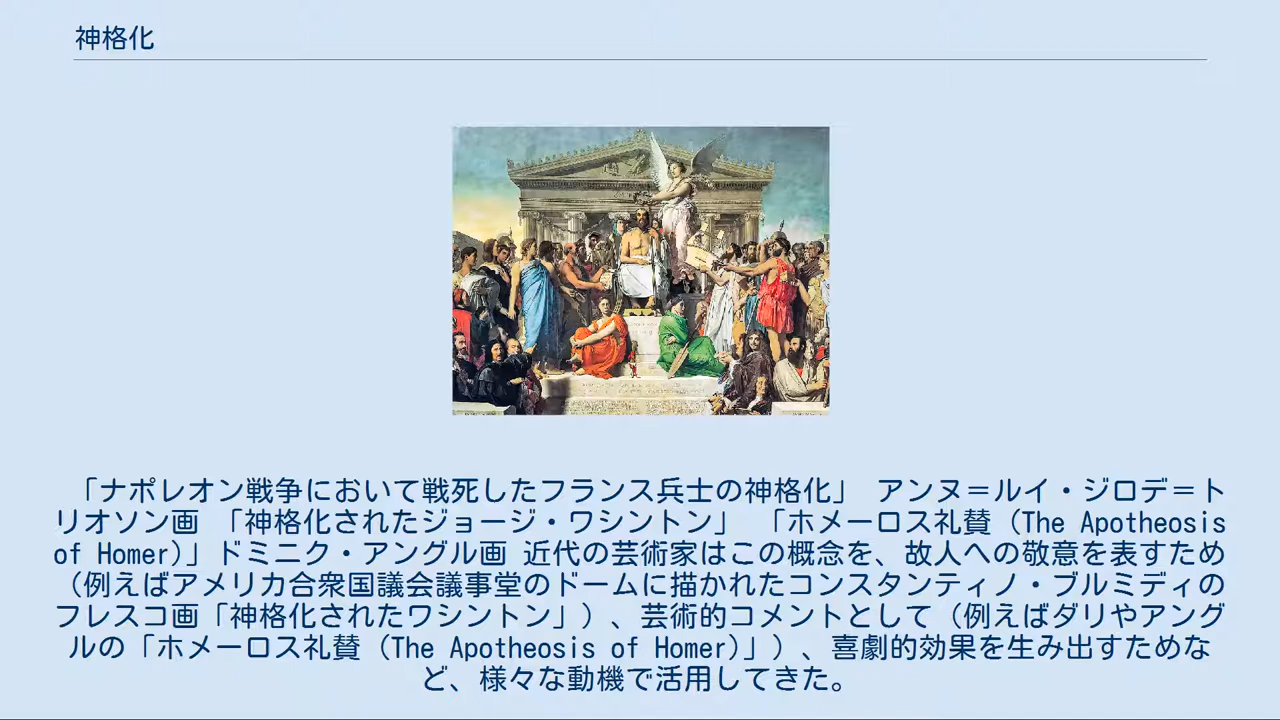 神格化
「ナポレオン戦争において戦死したフランス兵士の神格化」 アンヌ＝ルイ・ジロデ＝ト
リオソン画 「神格化されたジョージ・ワシントン」 「ホメーロス礼賛（The Apotheosis
of Homer)」ドミニク・アングル画 近代の芸術家はこの概念を、故人への敬意を表すため
（例えばアメリカ合衆国議会議事堂のドームに描かれたコンスタンティノ・ブルミディの
フレスコ画「神格化されたワシントン」）、芸術的コメントとして（例えばダリやアング
ルの「ホメーロス礼賛（The Apotheosis of Homer)」）、喜劇的効果を生み出すためな
ど、様々な動機で活用してきた。